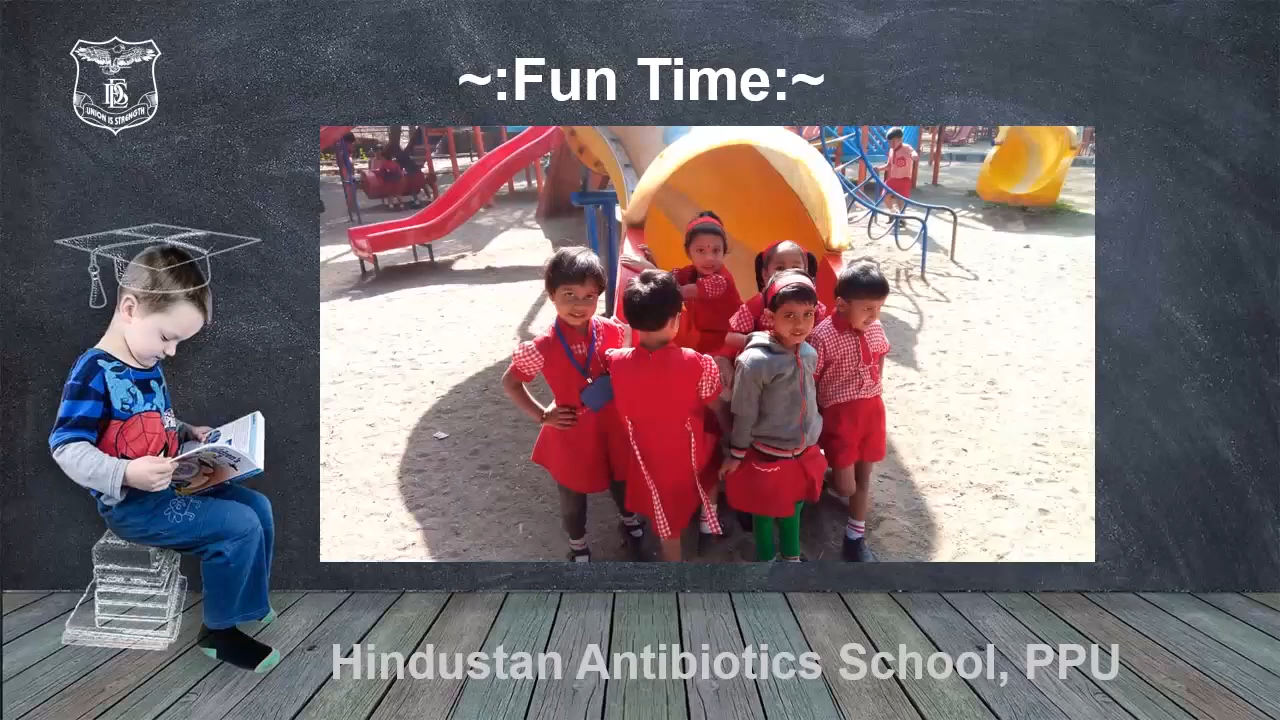 ~:Fun Time:~
UNION IS STRENGTH
Hindustan Antibiotics School, PPU